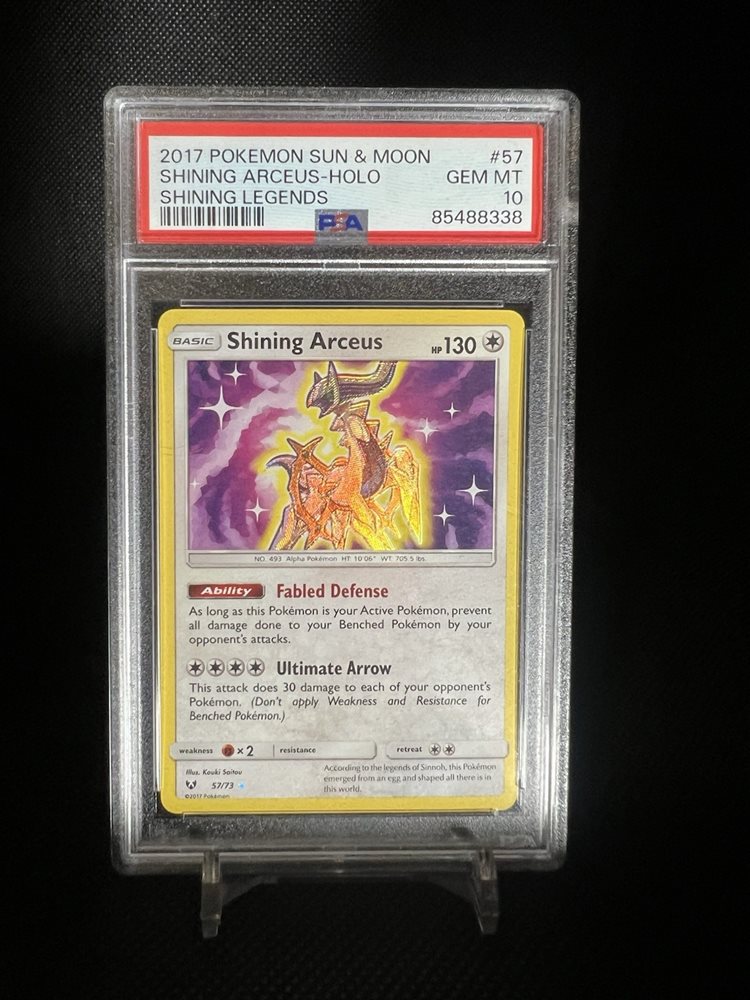 2017 POKEMON SUN & MOON #57
SHINING ARCEUS-HOLO GEM MT
SHINING LEGENDS 10
PSA 85488338
BASIC Shining Arceus HP 130
NO. 493 Alpha Pokémon HT: 10'06" WT: 705.5 lbs.
Ability Fabled Defense
As long as this Pokémon is your Active Pokémon, prevent
all damage done to your Benched Pokémon by your
opponent's attacks.
Ultimate Arrow
This attack does 30 damage to each of your opponent's
Pokémon. (Don't apply Weakness and Resistance for
Benched Pokémon.)
weakness ×2 resistance retreat
Illus. Kouki Saitou
57/73
©2017 Pokémon
According to the legends of Sinnoh, this Pokémon
emerged from an egg and shaped all there is in
this world.